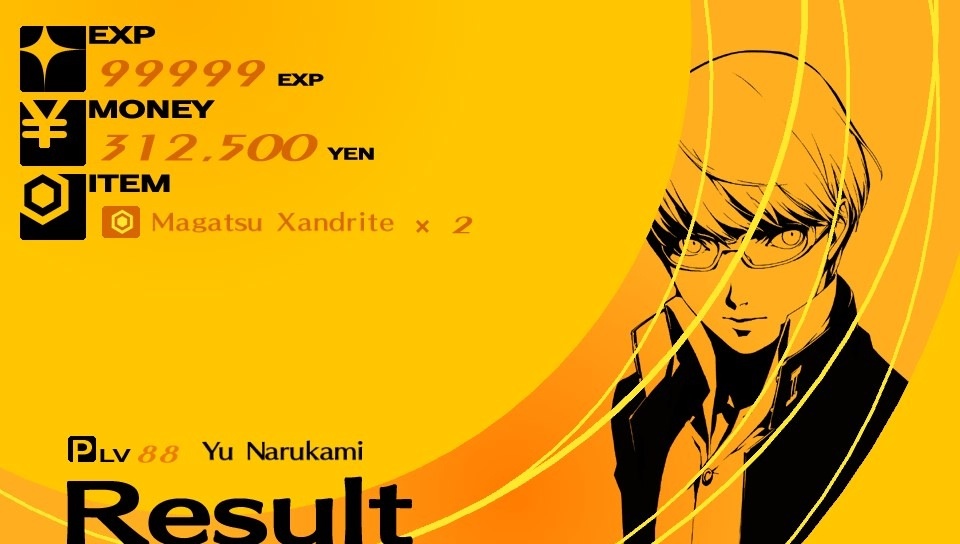 EXP
99999 EXP
MONEY
312,500 YEN
ITEM
Magatsu Xandrite × 2
P LV 88 Yu Narukami
Result